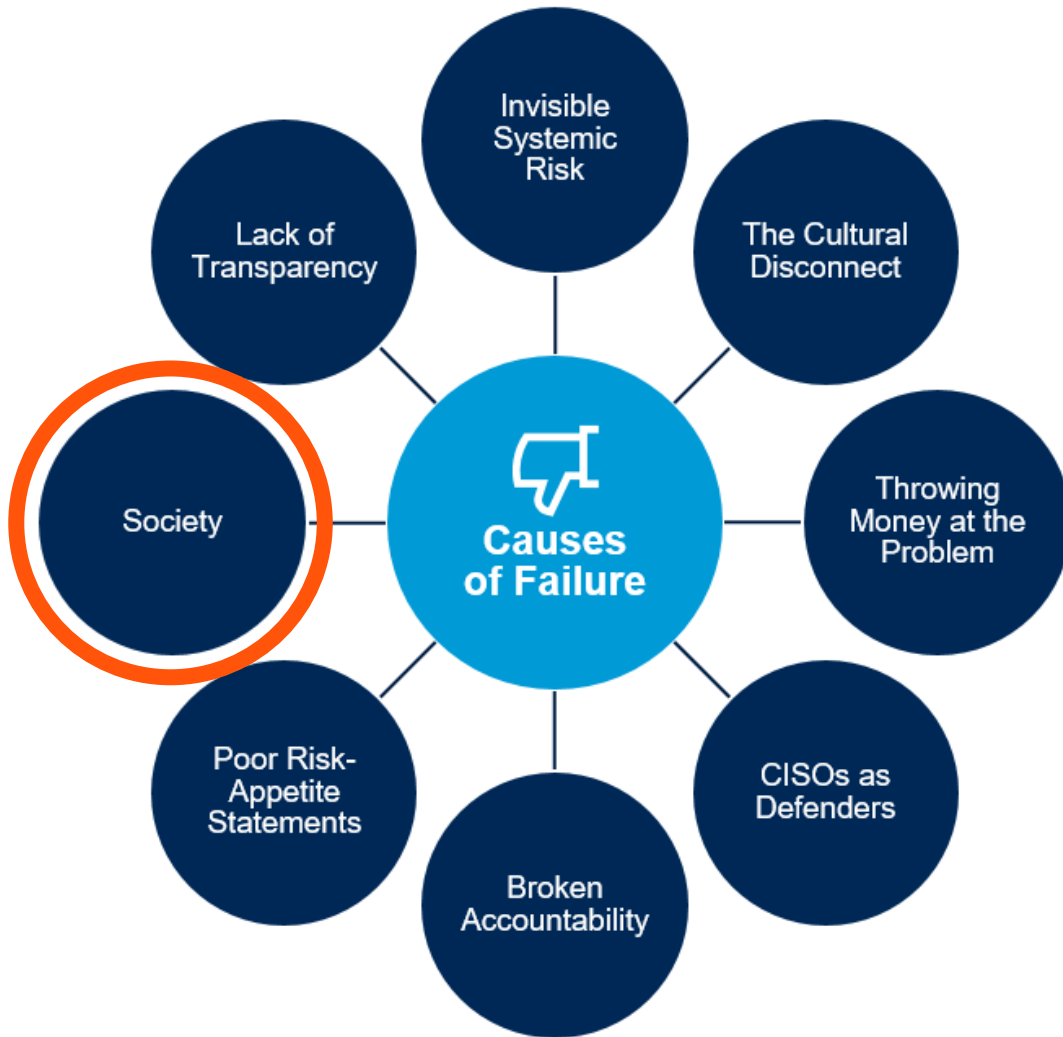 Invisible
Systemic
Risk
The Cultural
Disconnect
Throwing
Money at the
Problem
CISOs as
Defenders
Broken
Accountability
Poor Risk-
Appetite
Statements
Society
Lack of
Transparency
Causes
of Failure